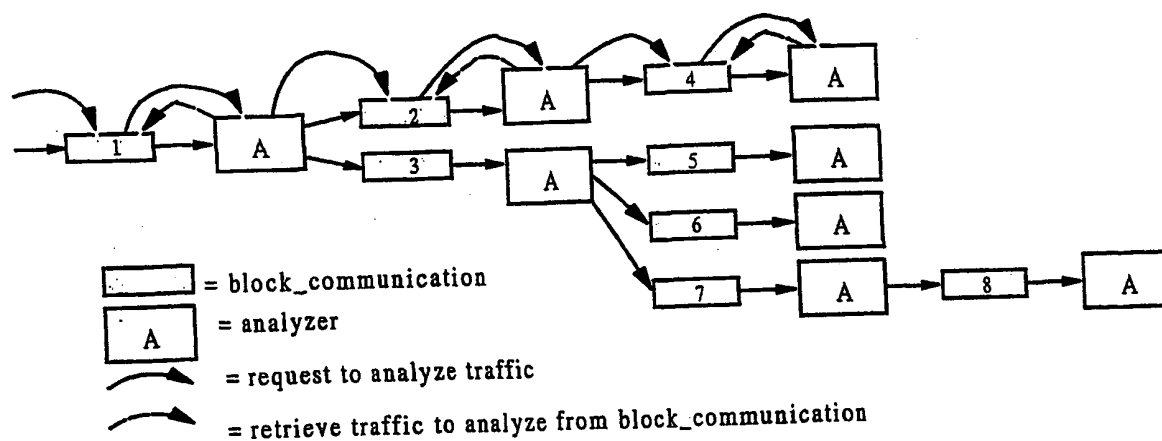 4
A
2
A
1
A
5
A
3
A
6
A
7
A
8
A
= block_communication
A
= analyzer
= request to analyze traffic
= retrieve traffic to analyze from block_communication